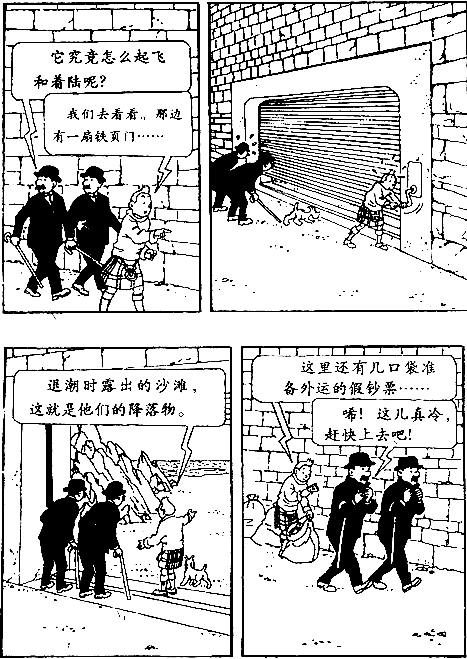 它究竟怎么起飞
和着陆呢?
我们去看看。那边
有一扇铁页门……
退潮时露出的沙滩,
这就是他们的降落物。
这里还有几口袋准
备外运的假钞票……
唏!这儿真冷,
赶快上去吧!